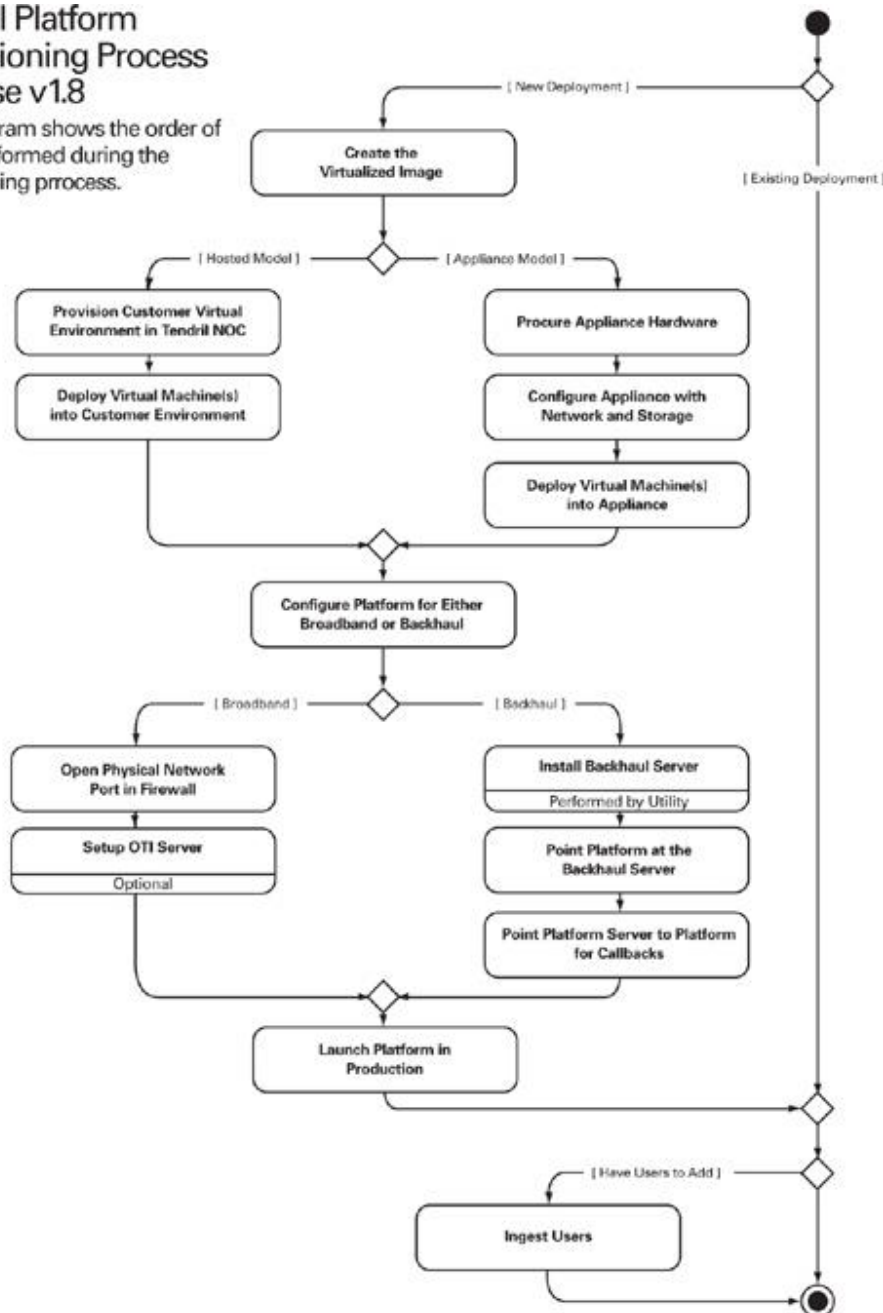 l Platform
ioning Process
se v1.8
ram shows the order of
formed during the
ing prrocess.
[ New Deployment ]
Create the
Virtualized Image
[ Existing Deployment ]
[ Hosted Model ]
[ Appliance Model ]
Provision Customer Virtual
Environment in Tendril NOC
Procure Appliance Hardware
Deploy Virtual Machine(s)
into Customer Environment
Configure Appliance with
Network and Storage
Deploy Virtual Machine(s)
into Appliance
Configure Platform for Either
Broadband or Backhaul
[ Broadband ]
[ Backhaul ]
Open Physical Network
Port in Firewall
Install Backhaul Server
Performed by Utility
Setup OTI Server
Optional
Point Platform at the
Backhaul Server
Point Platform Server to Platform
for Callbacks
Launch Platform in
Production
[ Have Users to Add ]
Ingest Users